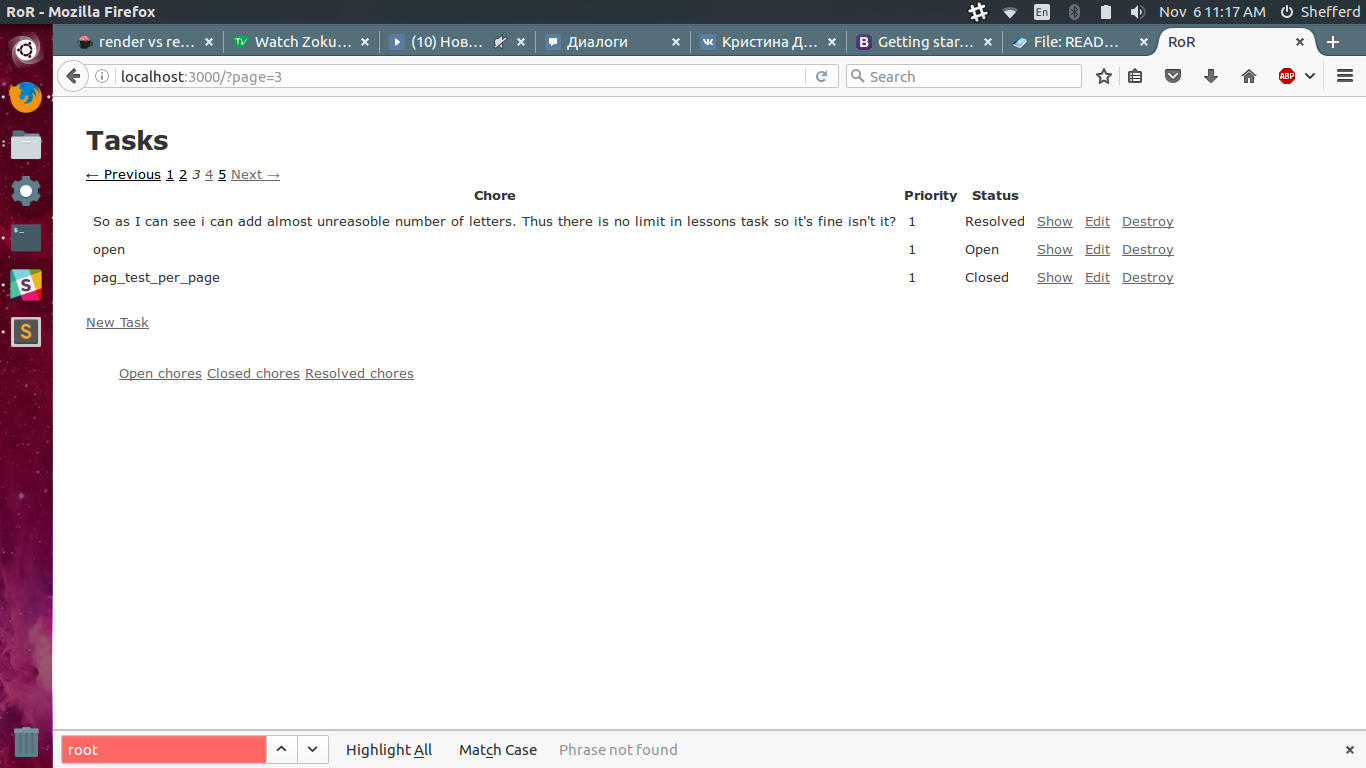 RoR - Mozilla Firefox
En
Nov 6 11:17 AM
Shefferd
render vs re...
Watch Zoku...
(10) Нов...
Диалоги
Кристина Д...
Getting star...
File: READ...
RoR
localhost:3000/?page=3
Search
ABP
Tasks
← Previous 1 2 3 4 5 Next →
Chore Priority Status
So as I can see i can add almost unreasoble number of letters. Thus there is no limit in lessons task so it's fine isn't it? 1 Resolved Show Edit Destroy
open 1 Open Show Edit Destroy
pag_test_per_page 1 Closed Show Edit Destroy
New Task
Open chores Closed chores Resolved chores
root
Highlight All
Match Case
Phrase not found